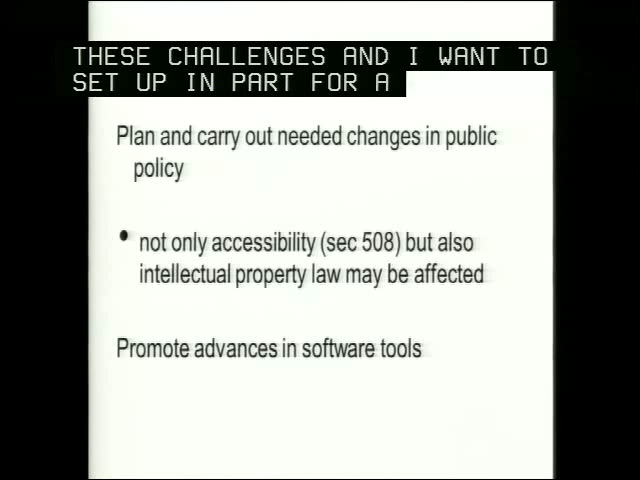 THESE CHALLENGES AND I WANT TO
SET UP IN PART FOR A
Plan and carry out needed changes in public
policy
• not only accessibility (sec 508) but also
intellectual property law may be affected
Promote advances in software tools